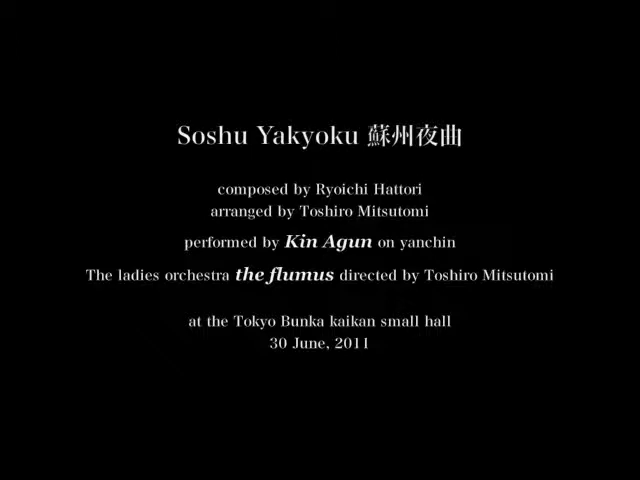 Soshu Yakyoku 蘇州夜曲
composed by Ryoichi Hattori
arranged by Toshiro Mitsutomi
performed by Kin Agun on yanchin
The ladies orchestra the flumus directed by Toshiro Mitsutomi
at the Tokyo Bunka kaikan small hall
30 June, 2011